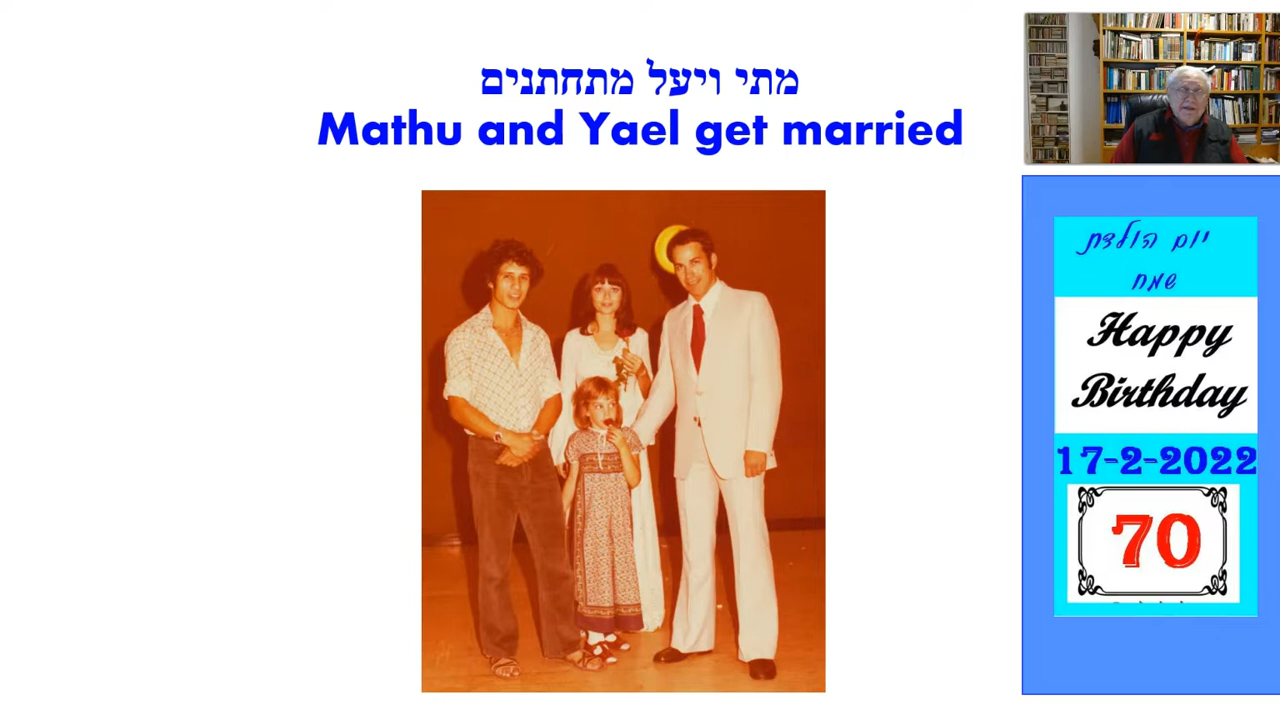 מתי ויעל מתחתנים
Mathu and Yael get married
יום הולדת
שמח
Happy
Birthday
17-2-2022
70